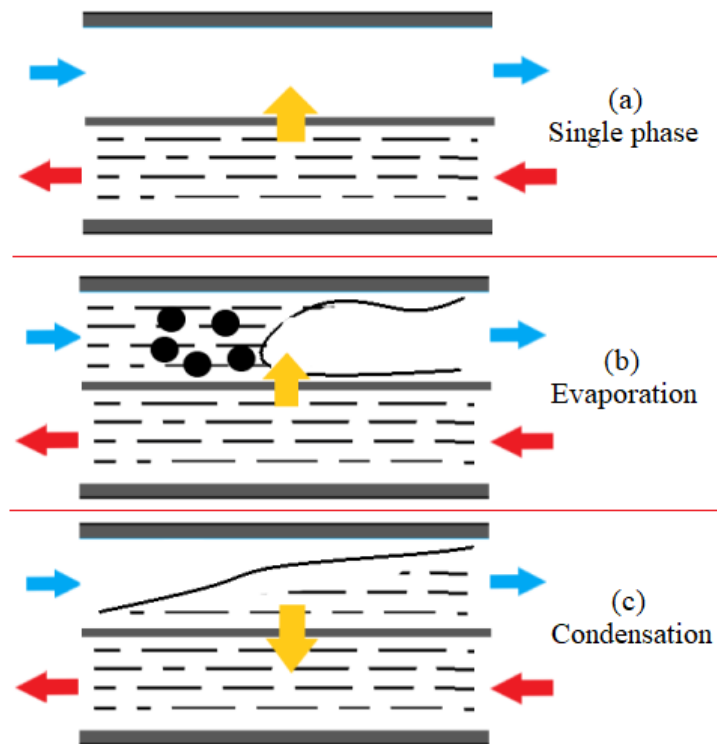 (a)
Single phase
(b)
Evaporation
(c)
Condensation